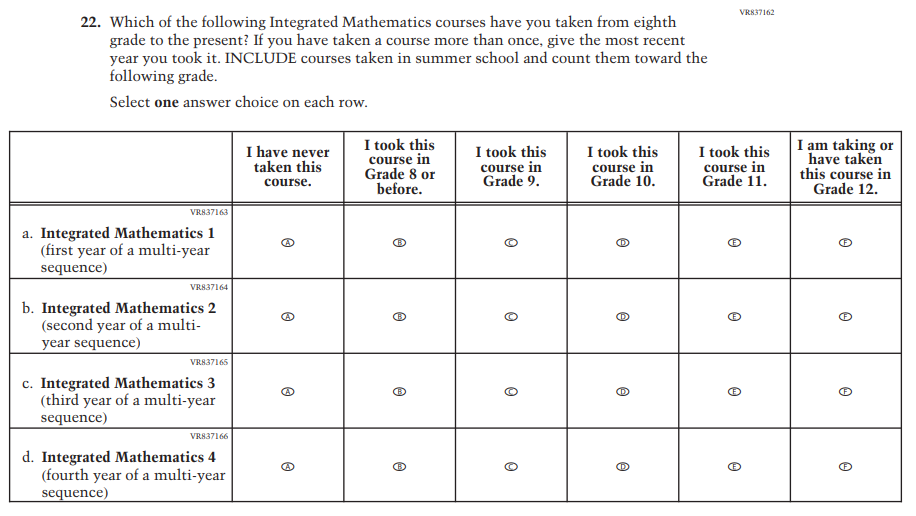 VR837162
22. Which of the following Integrated Mathematics courses have you taken from eighth
grade to the present? If you have taken a course more than once, give the most recent
year you took it. INCLUDE courses taken in summer school and count them toward the
following grade.
Select one answer choice on each row.
I have never
taken this
course.
I took this
course in
Grade 8 or
before.
I took this
course in
Grade 9.
I took this
course in
Grade 10.
I took this
course in
Grade 11.
I am taking or
have taken
this course in
Grade 12.
VR837163
a. Integrated Mathematics 1
(first year of a multi-year
sequence)
A B C D E F
VR837164
b. Integrated Mathematics 2
(second year of a multi-
year sequence)
A B C D E F
VR837165
c. Integrated Mathematics 3
(third year of a multi-year
sequence)
A B C D E F
VR837166
d. Integrated Mathematics 4
(fourth year of a multi-year
sequence)
A B C D E F